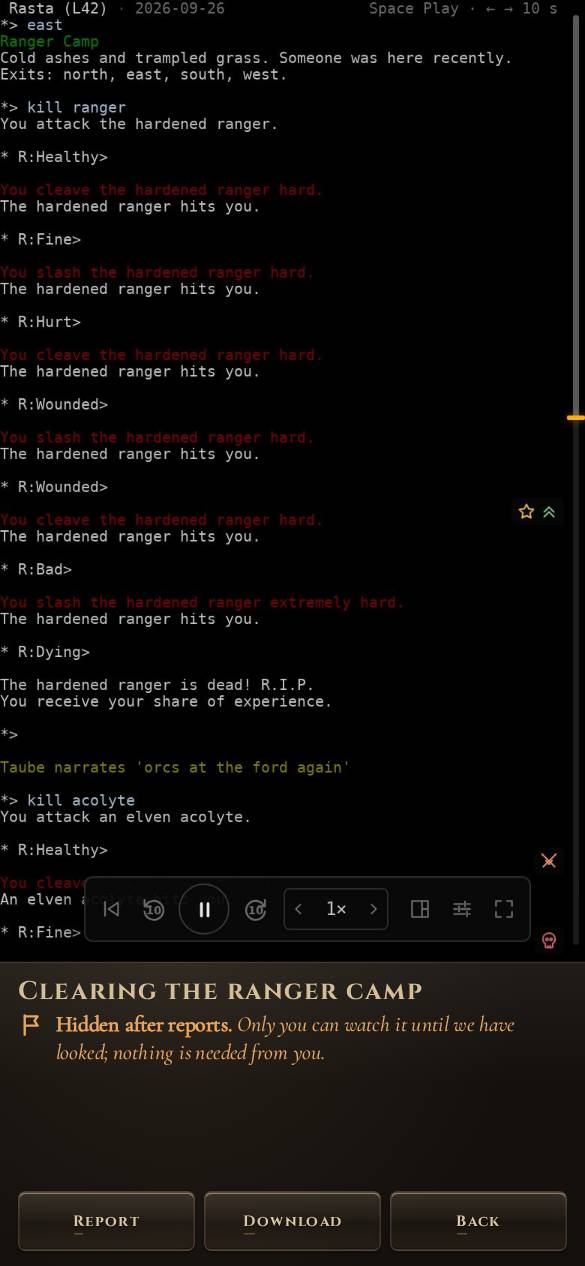 Rasta (L42) · 2026-09-26 Space Play · ← → 10 s
*> east
Ranger Camp
Cold ashes and trampled grass. Someone was here recently.
Exits: north, east, south, west.
*> kill ranger
You attack the hardened ranger.
* R:Healthy>
You cleave the hardened ranger hard.
The hardened ranger hits you.
* R:Fine>
You slash the hardened ranger hard.
The hardened ranger hits you.
* R:Hurt>
You cleave the hardened ranger hard.
The hardened ranger hits you.
* R:Wounded>
You slash the hardened ranger hard.
The hardened ranger hits you.
* R:Wounded>
You cleave the hardened ranger hard.
The hardened ranger hits you.
* R:Bad>
You slash the hardened ranger extremely hard.
The hardened ranger hits you.
* R:Dying>
The hardened ranger is dead! R.I.P.
You receive your share of experience.
*>
Taube narrates 'orcs at the ford again'
*> kill acolyte
You attack an elven acolyte.
* R:Healthy>
You cleave
An elven acolyte hits you.
* R:Fine>
10 10 1×
Clearing the ranger camp
Hidden after reports. Only you can watch it until we have
looked; nothing is needed from you.
Report Download Back